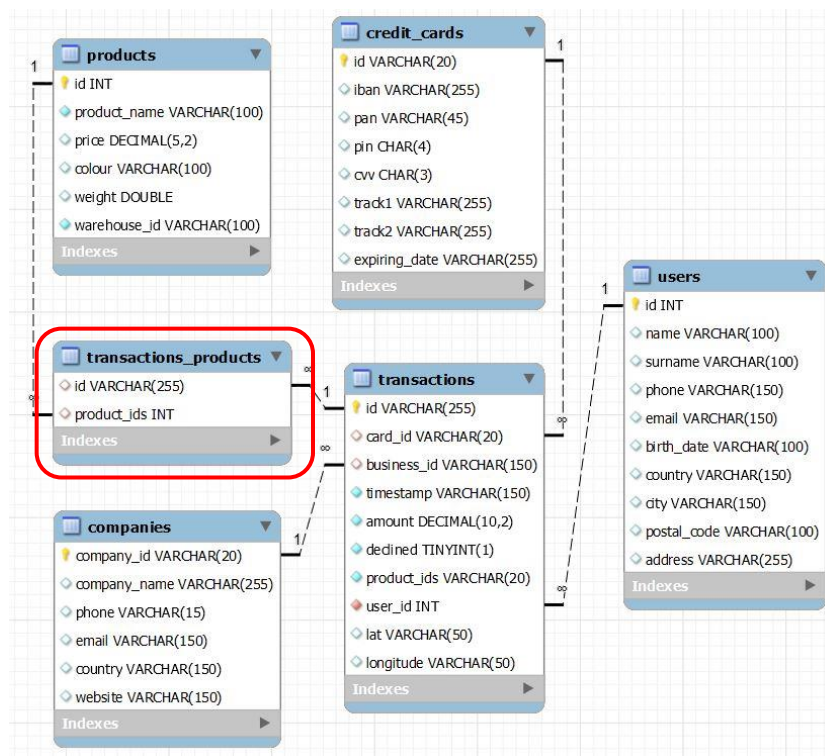 products
id INT
product_name VARCHAR(100)
price DECIMAL(5,2)
colour VARCHAR(100)
weight DOUBLE
warehouse_id VARCHAR(100)
Indexes
1
∞
credit_cards
id VARCHAR(20)
iban VARCHAR(255)
pan VARCHAR(45)
pin CHAR(4)
cvv CHAR(3)
track1 VARCHAR(255)
track2 VARCHAR(255)
expiring_date VARCHAR(255)
Indexes
1
∞
transactions_products
id VARCHAR(255)
product_ids INT
Indexes
∞
1
transactions
id VARCHAR(255)
card_id VARCHAR(20)
business_id VARCHAR(150)
timestamp VARCHAR(150)
amount DECIMAL(10,2)
declined TINYINT(1)
product_ids VARCHAR(20)
user_id INT
lat VARCHAR(50)
longitude VARCHAR(50)
Indexes
∞
1
users
id INT
name VARCHAR(100)
surname VARCHAR(100)
phone VARCHAR(150)
email VARCHAR(150)
birth_date VARCHAR(100)
country VARCHAR(150)
city VARCHAR(150)
postal_code VARCHAR(100)
address VARCHAR(255)
Indexes
1
∞
companies
company_id VARCHAR(20)
company_name VARCHAR(255)
phone VARCHAR(15)
email VARCHAR(150)
country VARCHAR(150)
website VARCHAR(150)
Indexes